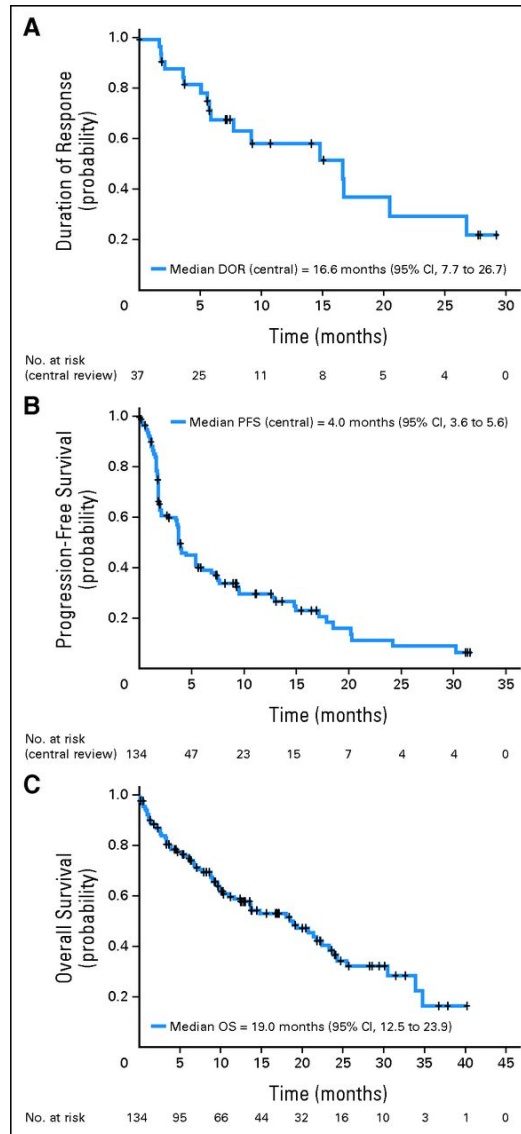 A
1.0
0.8
0.6
0.4
0.2
Duration of Response
(probability)
Median DOR (central) = 16.6 months (95% CI, 7.7 to 26.7)
0 5 10 15 20 25 30
Time (months)
No. at risk
(central review) 37 25 11 8 5 4 0
B
1.0
0.8
0.6
0.4
0.2
Progression-Free Survival
(probability)
Median PFS (central) = 4.0 months (95% CI, 3.6 to 5.6)
0 5 10 15 20 25 30 35
Time (months)
No. at risk
(central review) 134 47 23 15 7 4 4 0
C
1.0
0.8
0.6
0.4
0.2
Overall Survival
(probability)
Median OS = 19.0 months (95% CI, 12.5 to 23.9)
0 5 10 15 20 25 30 35 40 45
Time (months)
No. at risk 134 95 66 44 32 16 10 3 1 0